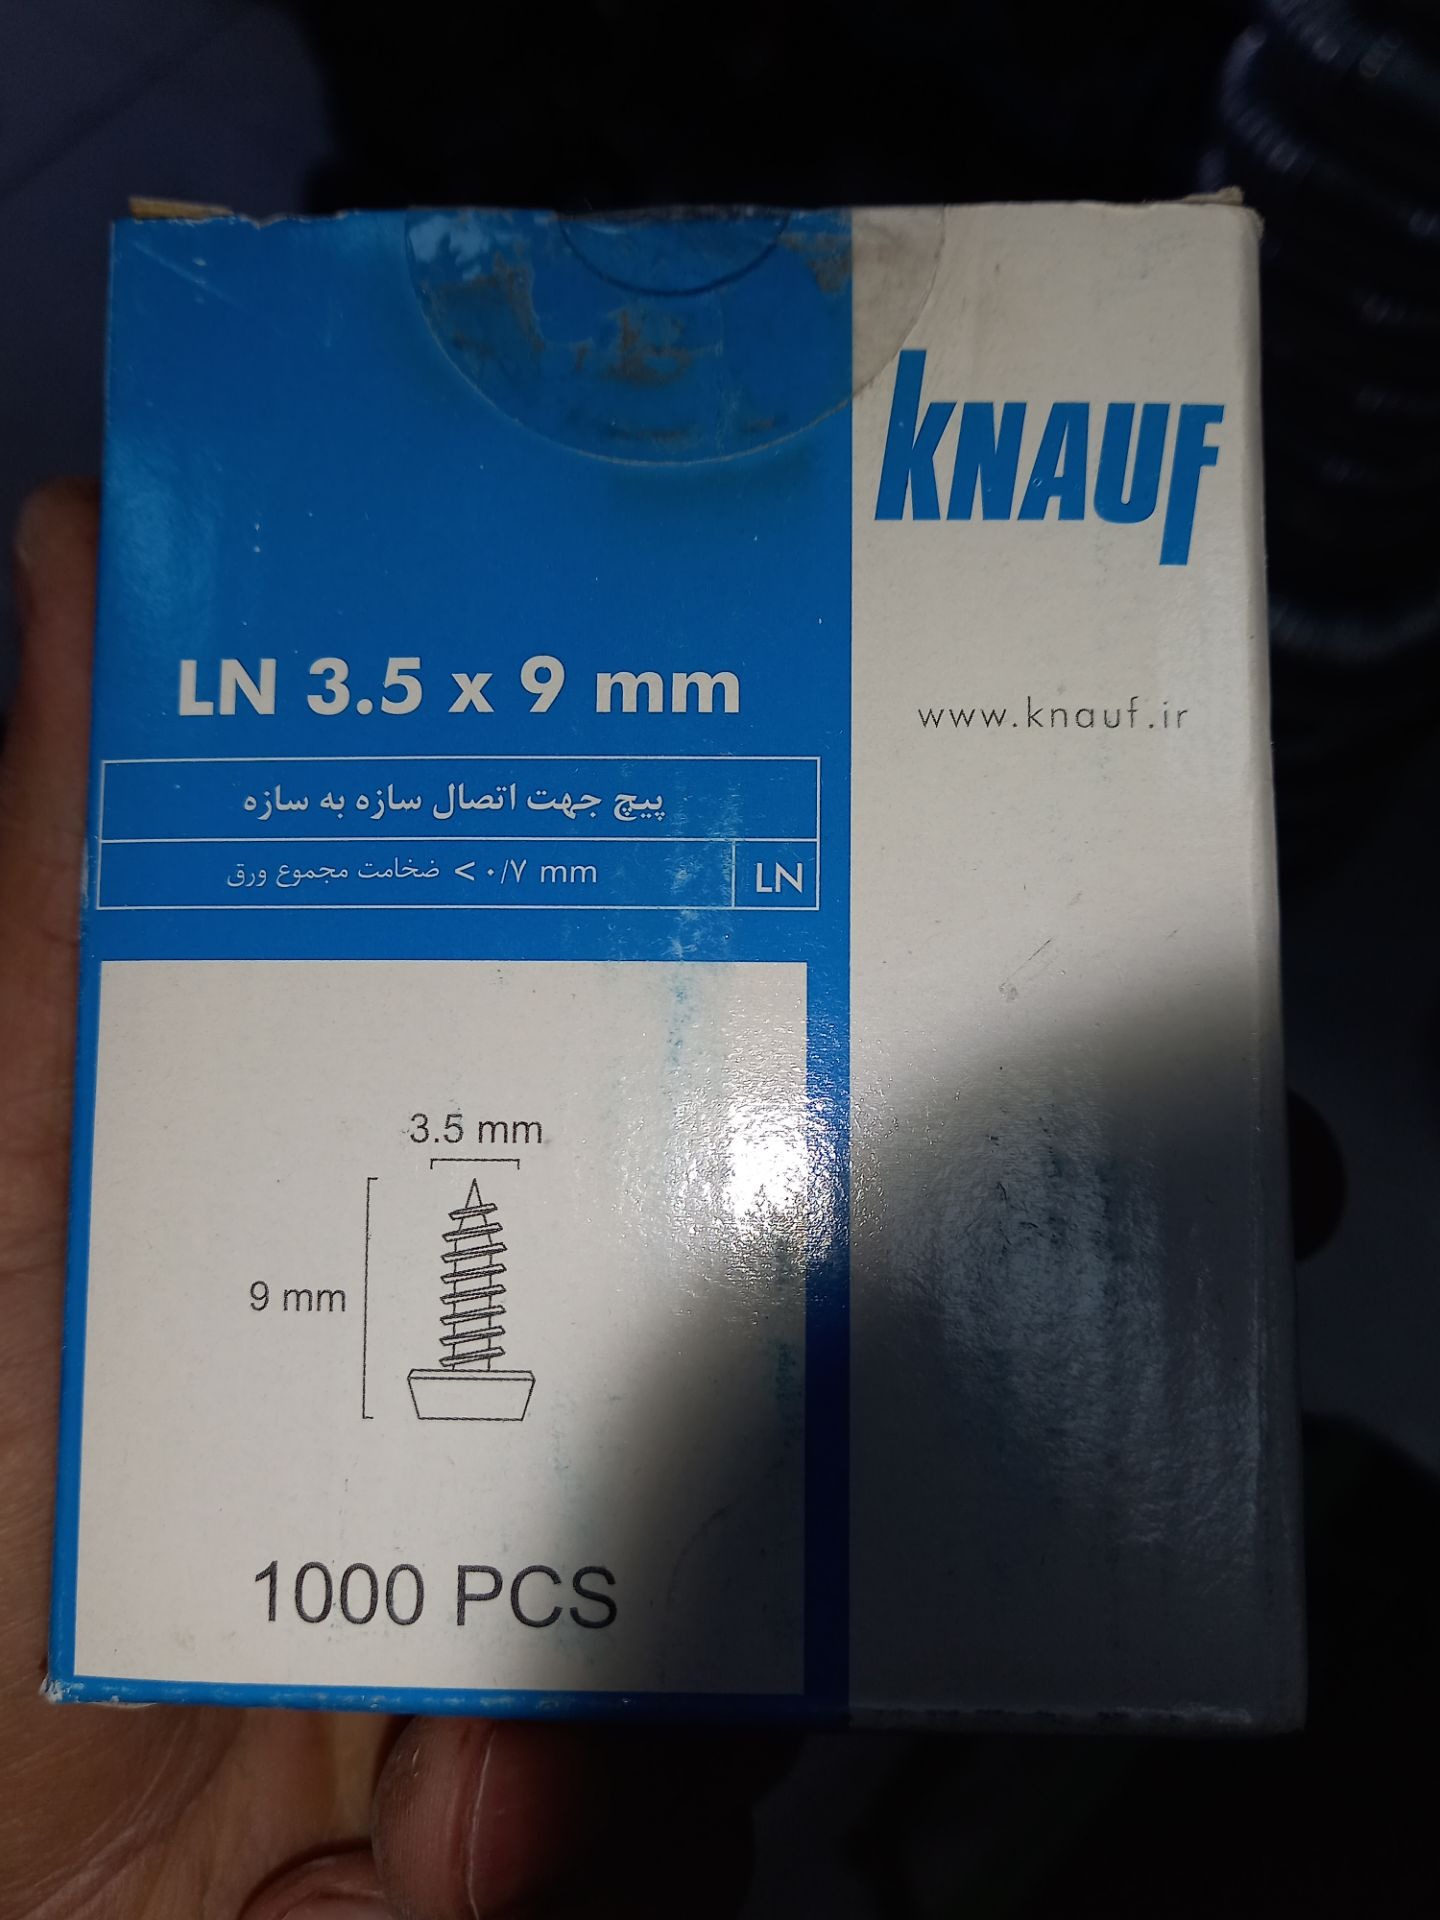 KNAUF
LN 3.5 x 9 mm
www.knauf.ir
پیچ جهت اتصال سازه به سازه
ضخامت مجموع ورق < ۰/۷ mm
LN
3.5 mm
9 mm
1000 PCS